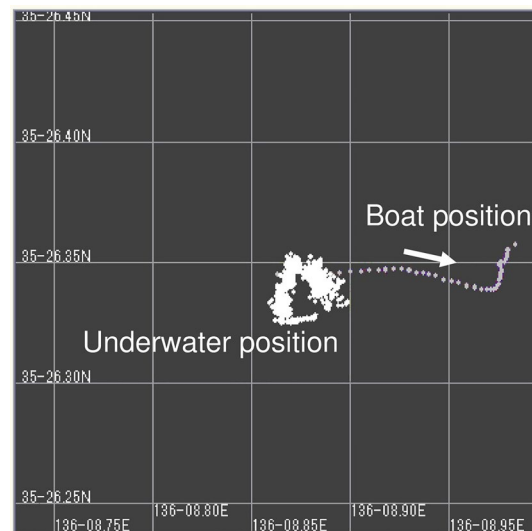 35-26.45N
35-26.40N
Boat position
35-26.35N
Underwater position
35-26.30N
35-26.25N
136-08.80E
136-08.90E
136-08.75E
136-08.85E
136-08.95E